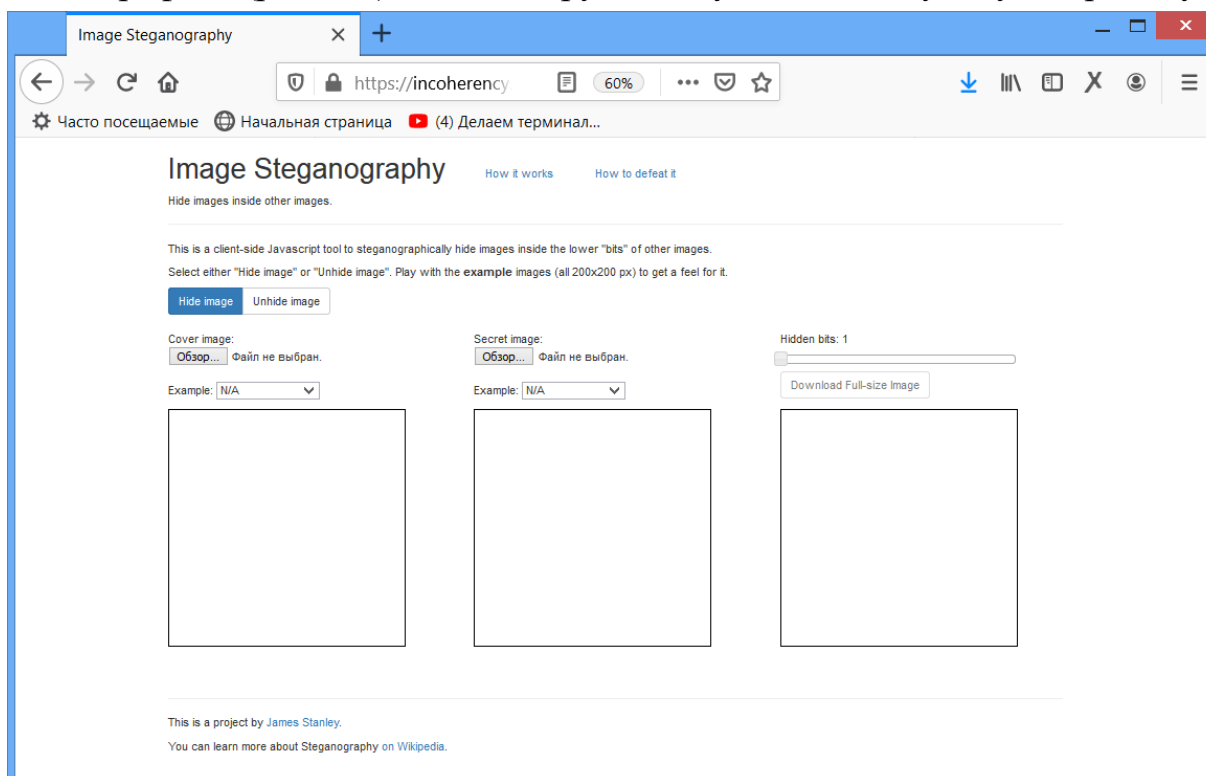 Image Steganography
https://incoherency 60%
Часто посещаемые Начальная страница (4) Делаем терминал...
Image Steganography How it works How to defeat it
Hide images inside other images.
This is a client-side Javascript tool to steganographically hide images inside the lower "bits" of other images.
Select either "Hide image" or "Unhide image". Play with the example images (all 200x200 px) to get a feel for it.
Hide image Unhide image
Cover image: Secret image: Hidden bits: 1
Обзор... Файл не выбран. Обзор... Файл не выбран.
Example: N/A Example: N/A Download Full-size Image
This is a project by James Stanley.
You can learn more about Steganography on Wikipedia.